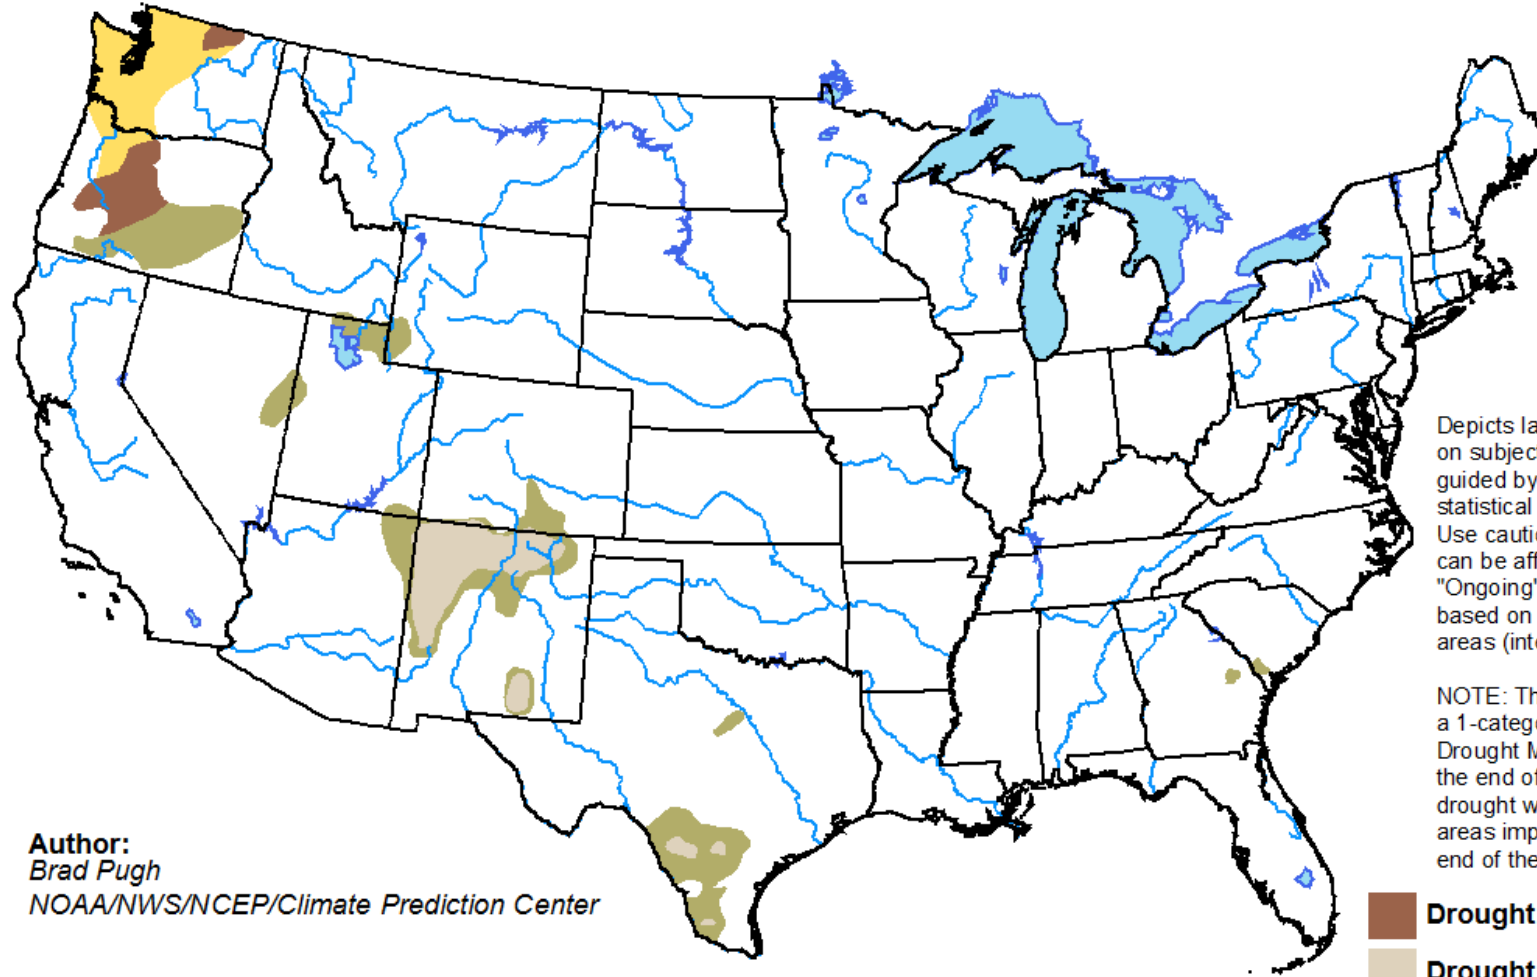 Depicts la
on subject
guided by
statistical
Use cautio
can be aff
"Ongoing"
based on
areas (inte
NOTE: Th
a 1-catego
Drought M
the end of
drought w
areas imp
end of the
Author:
Brad Pugh
NOAA/NWS/NCEP/Climate Prediction Center
Drought
Drought